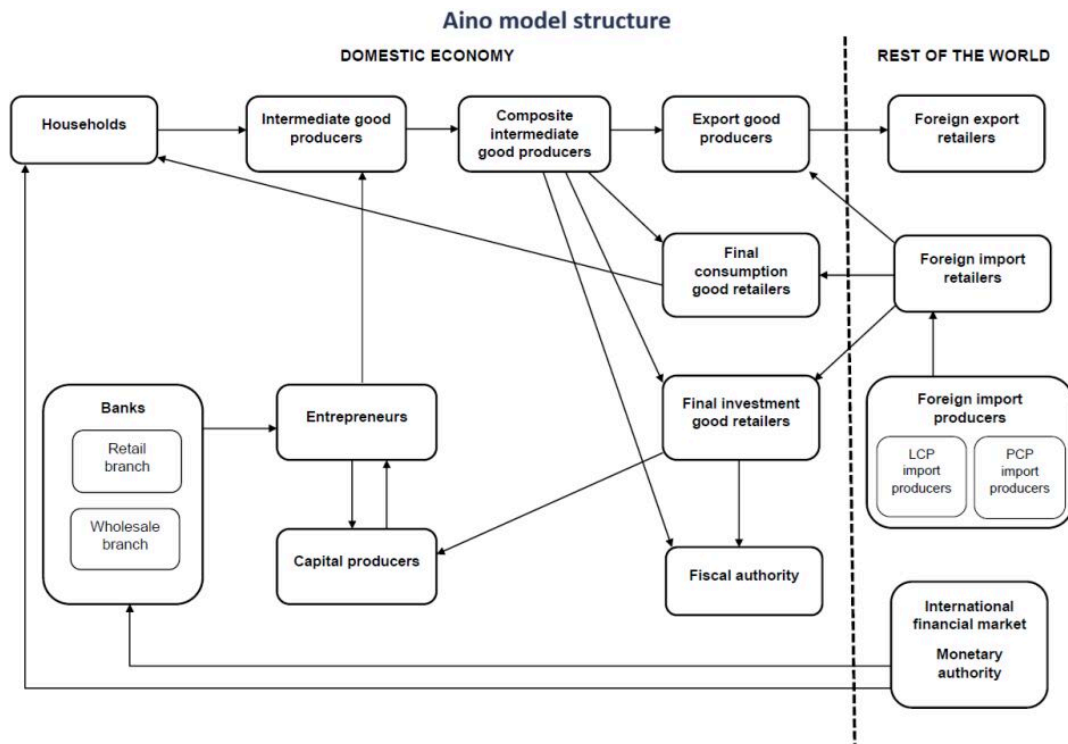 Aino model structure
DOMESTIC ECONOMY
REST OF THE WORLD
Households
Intermediate good
producers
Composite
intermediate
good producers
Export good
producers
Foreign export
retailers
Final
consumption
good retailers
Foreign import
retailers
Banks
Retail
branch
Wholesale
branch
Entrepreneurs
Final investment
good retailers
Foreign import
producers
LCP
import
producers
PCP
import
producers
Capital producers
Fiscal authority
International
financial market
Monetary
authority